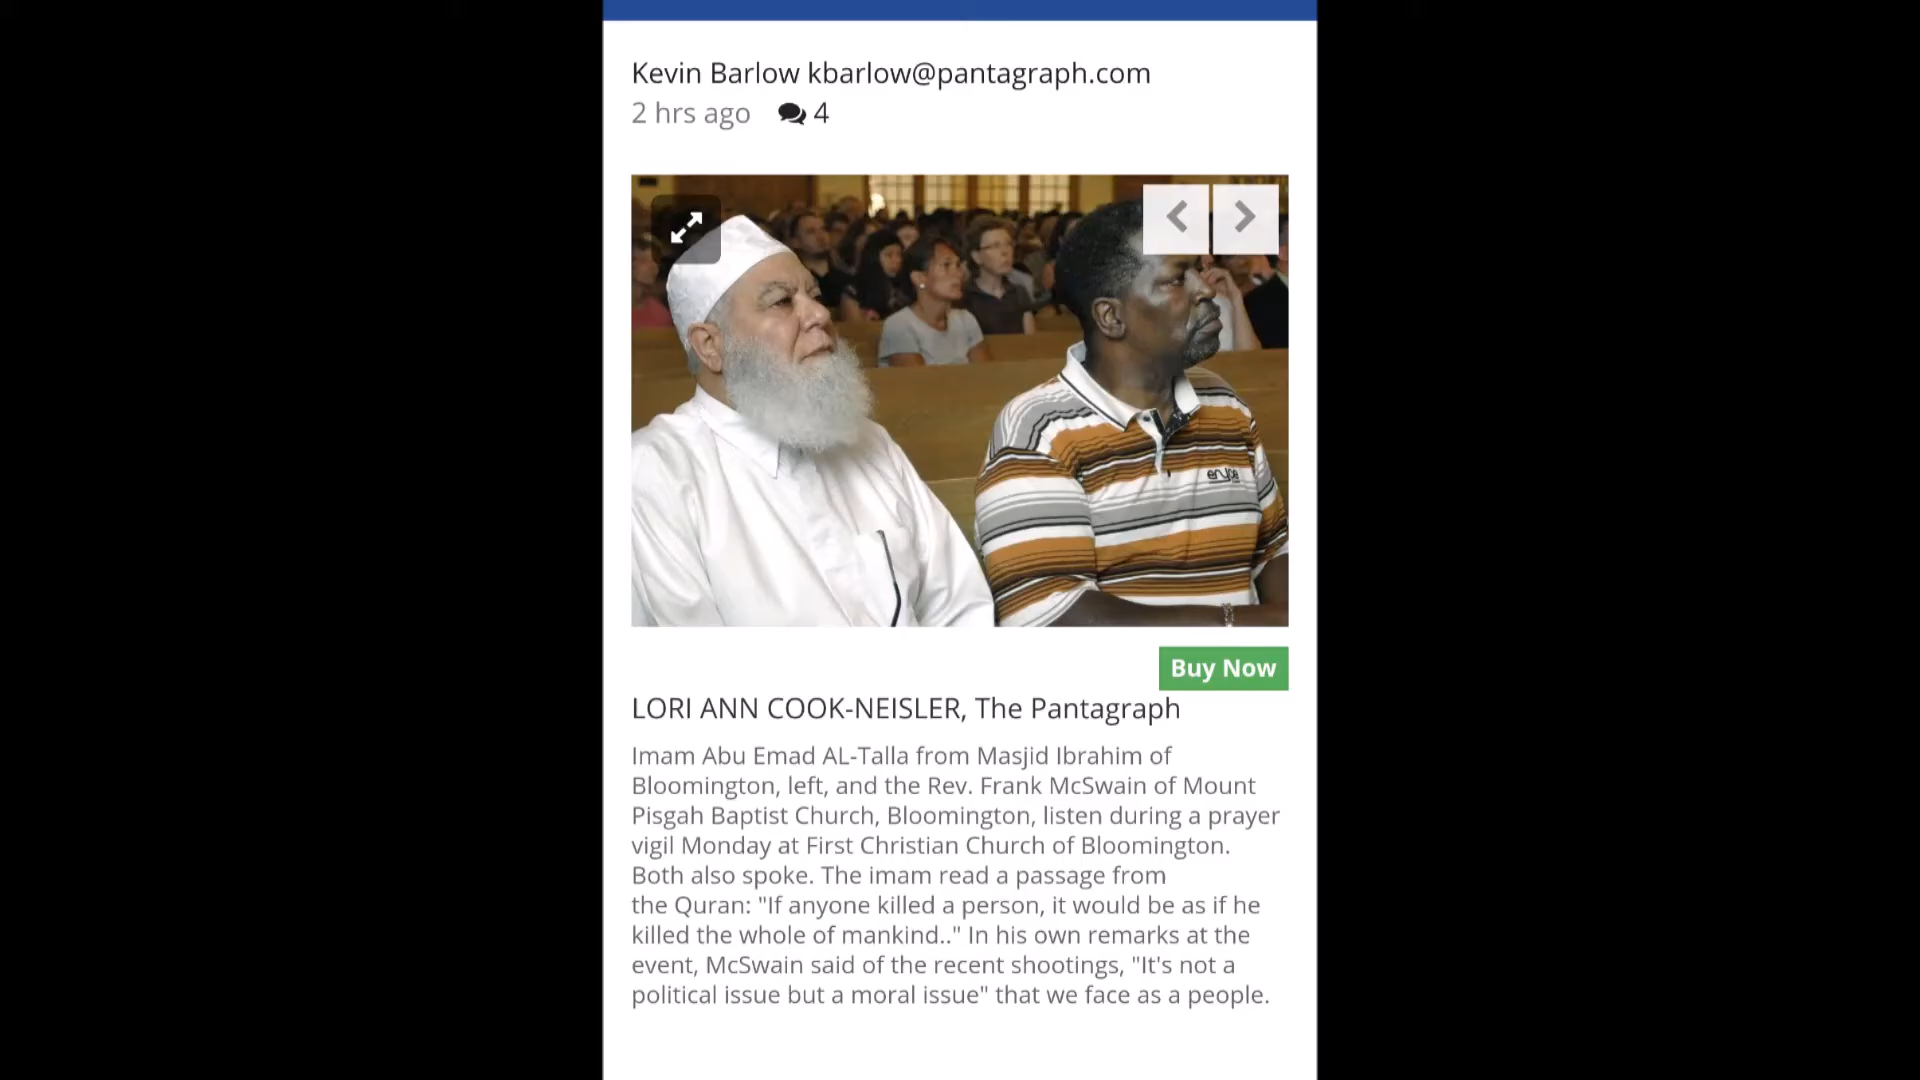 Kevin Barlow kbarlow@pantagraph.com
2 hrs ago 4
enyce
Buy Now
LORI ANN COOK-NEISLER, The Pantagraph
Imam Abu Emad AL-Talla from Masjid Ibrahim of
Bloomington, left, and the Rev. Frank McSwain of Mount
Pisgah Baptist Church, Bloomington, listen during a prayer
vigil Monday at First Christian Church of Bloomington.
Both also spoke. The imam read a passage from
the Quran: "If anyone killed a person, it would be as if he
killed the whole of mankind.." In his own remarks at the
event, McSwain said of the recent shootings, "It's not a
political issue but a moral issue" that we face as a people.